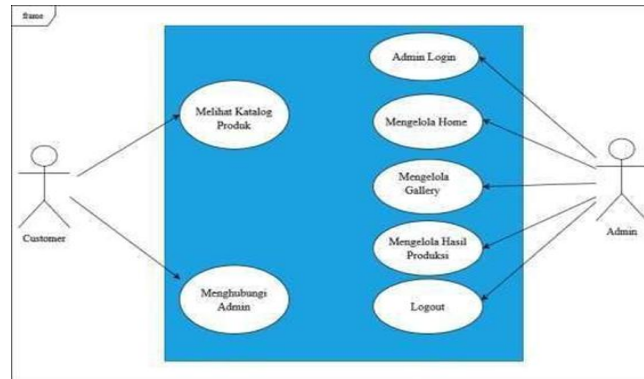 frame
Admin Login
Melihat Katalog
Produk
Mengelola Home
Mengelola
Gallery
Customer
Admin
Mengelola Hasil
Produksi
Menghubungi
Admin
Logout